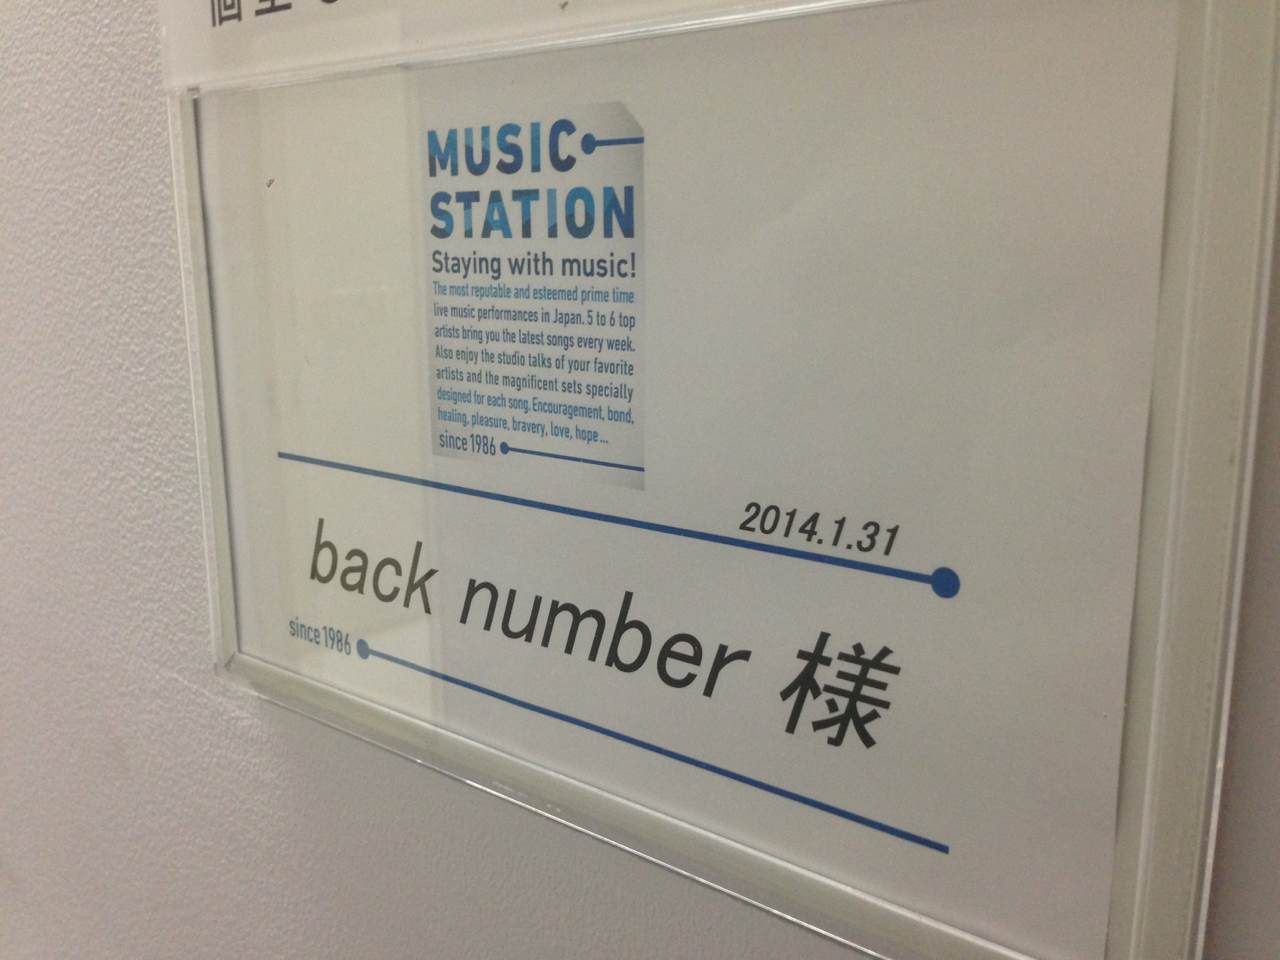 MUSIC
STATION
Staying with music!
The most reputable and esteemed prime time
live music performances in Japan. 5 to 6 top
artists bring you the latest songs every week.
Also enjoy the studio talks of your favorite
artists and the magnificent sets specially
designed for each song. Encouragement, bond,
healing, pleasure, bravery, love, hope...
since 1986
2014.1.31
back number 様
since 1986